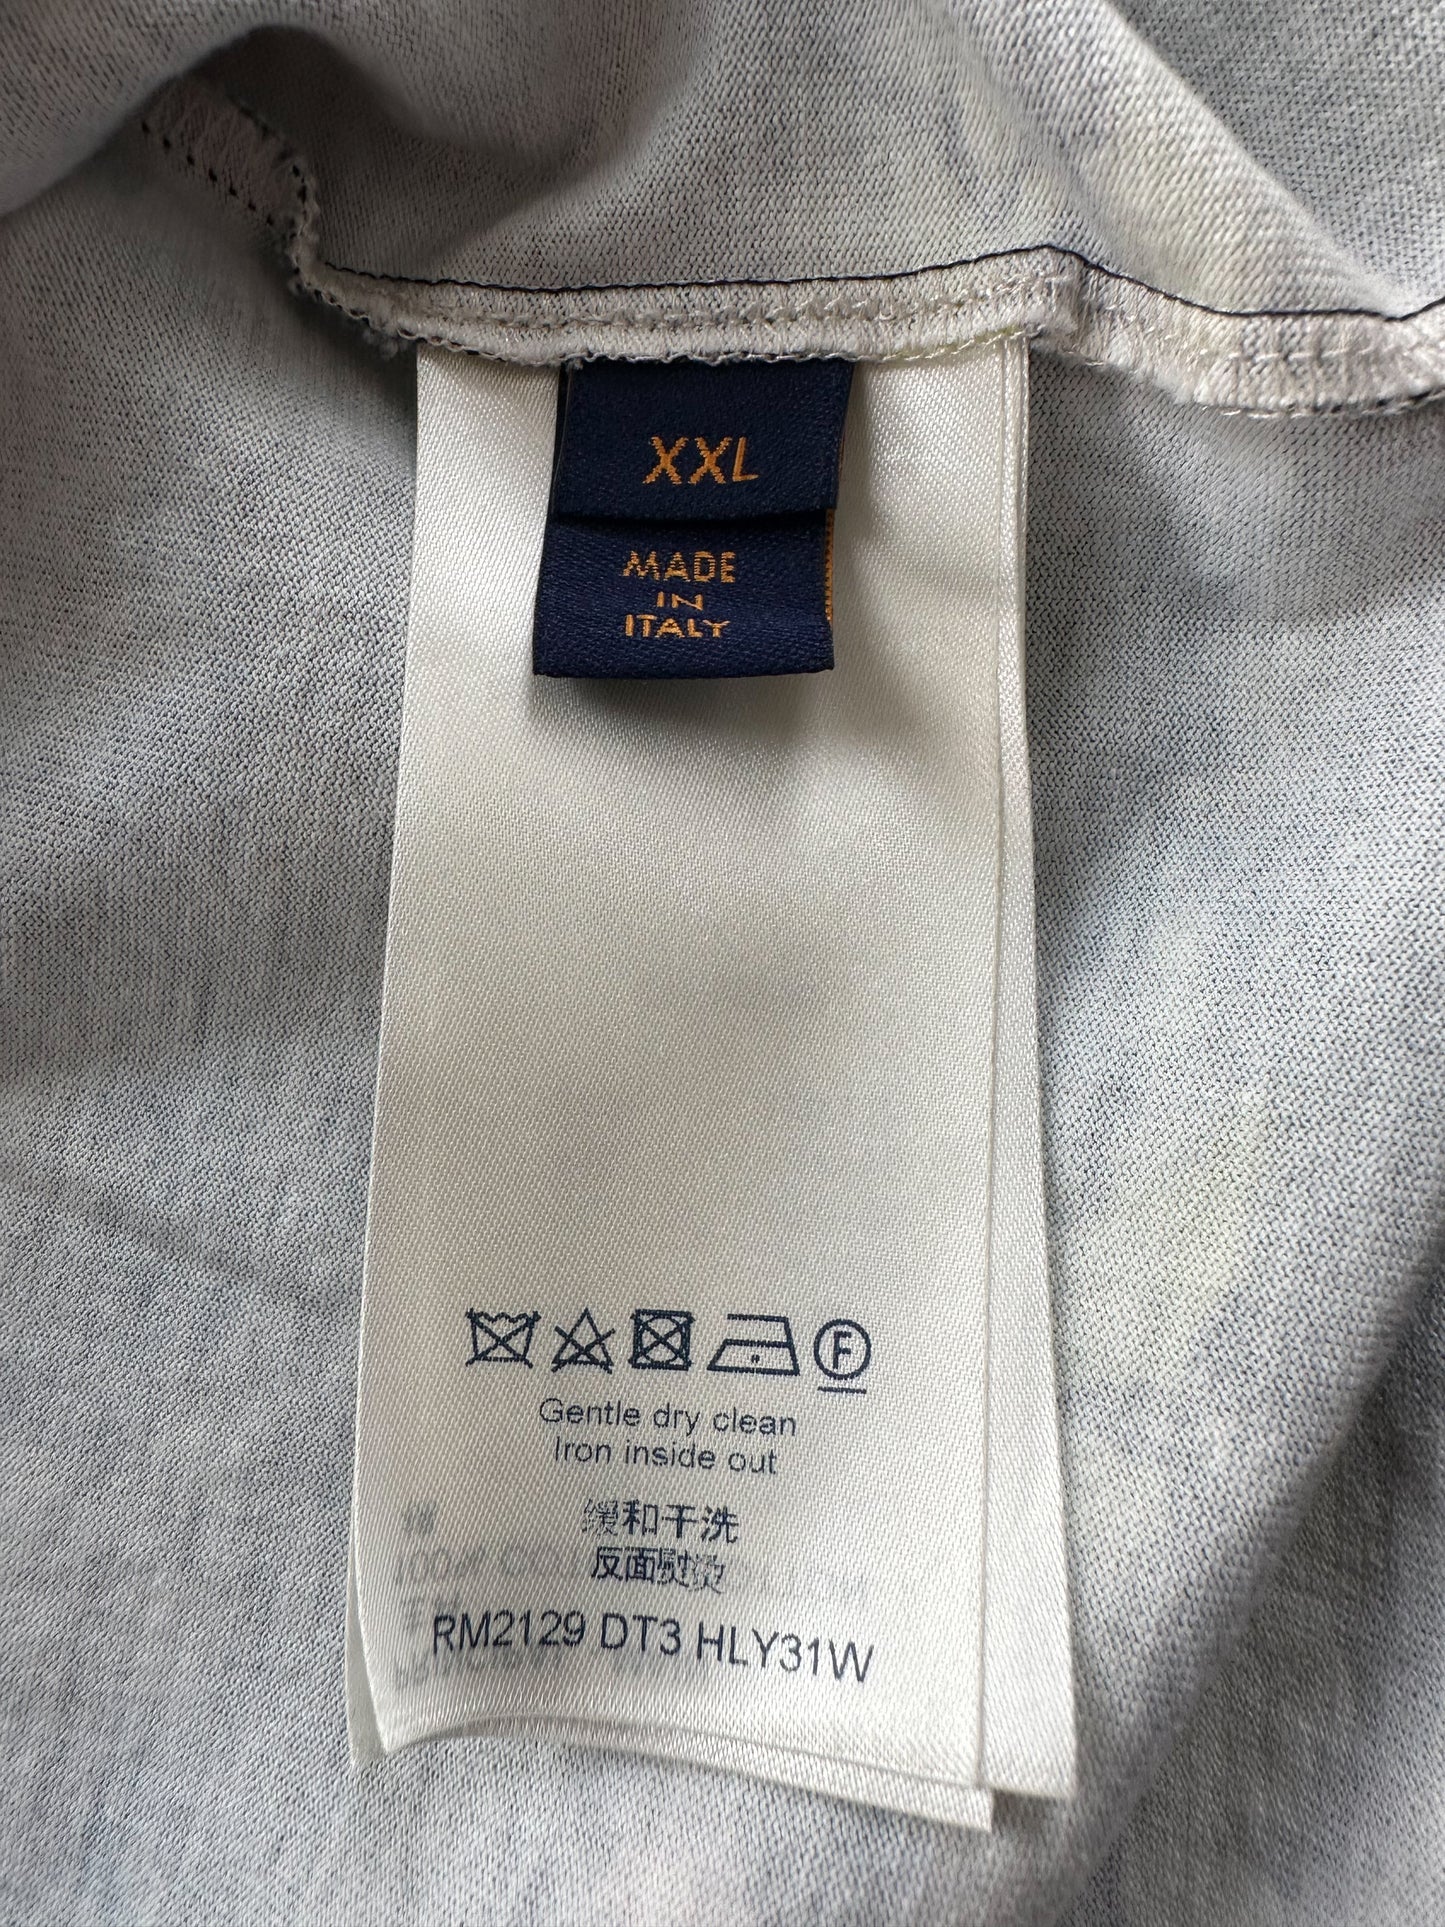 XXL
MADE
IN
ITALY
F
Gentle dry clean
Iron inside out
缓和干洗
反面熨烫
RM2129 DT3 HLY31W